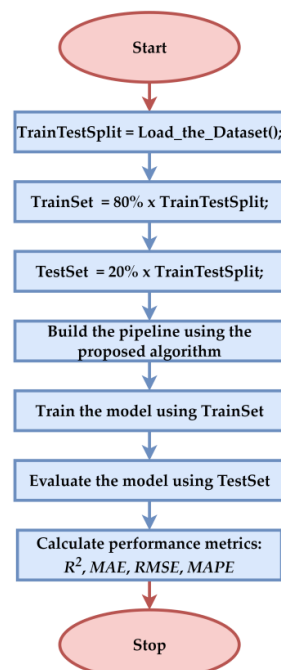 Start
TrainTestSplit = Load_the_Dataset();
TrainSet = 80% x TrainTestSplit;
TestSet = 20% x TrainTestSplit;
Build the pipeline using the
proposed algorithm
Train the model using TrainSet
Evaluate the model using TestSet
Calculate performance metrics:
R², MAE, RMSE, MAPE
Stop